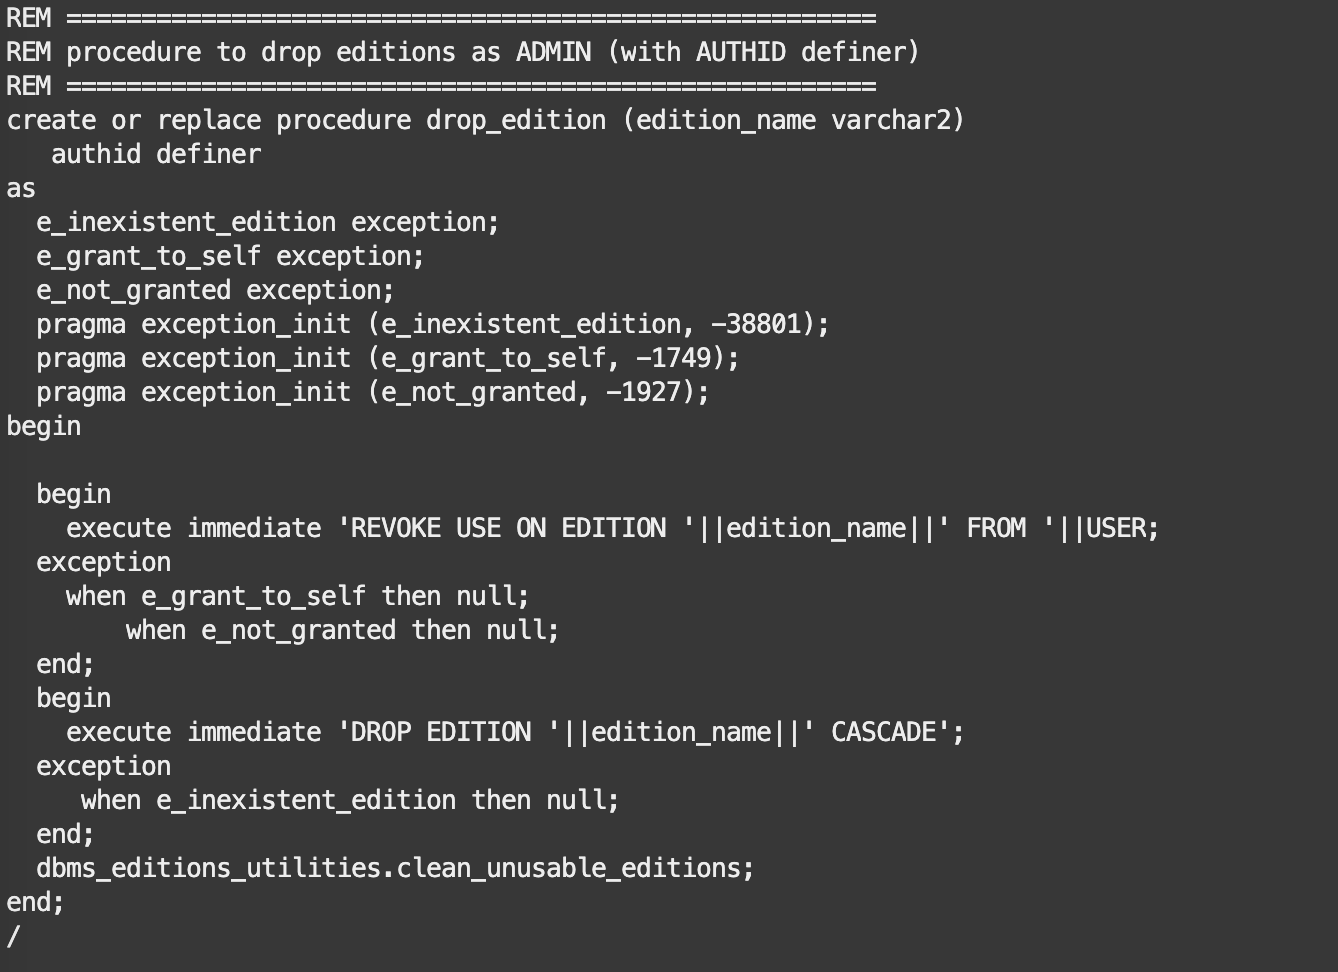 REM ======================================================
REM procedure to drop editions as ADMIN (with AUTHID definer)
REM ======================================================
create or replace procedure drop_edition (edition_name varchar2)
   authid definer
as
  e_inexistent_edition exception;
  e_grant_to_self exception;
  e_not_granted exception;
  pragma exception_init (e_inexistent_edition, -38801);
  pragma exception_init (e_grant_to_self, -1749);
  pragma exception_init (e_not_granted, -1927);
begin

  begin
    execute immediate 'REVOKE USE ON EDITION '||edition_name||' FROM '||USER;
  exception
    when e_grant_to_self then null;
        when e_not_granted then null;
  end;
  begin
    execute immediate 'DROP EDITION '||edition_name||' CASCADE';
  exception
     when e_inexistent_edition then null;
  end;
  dbms_editions_utilities.clean_unusable_editions;
end;
/